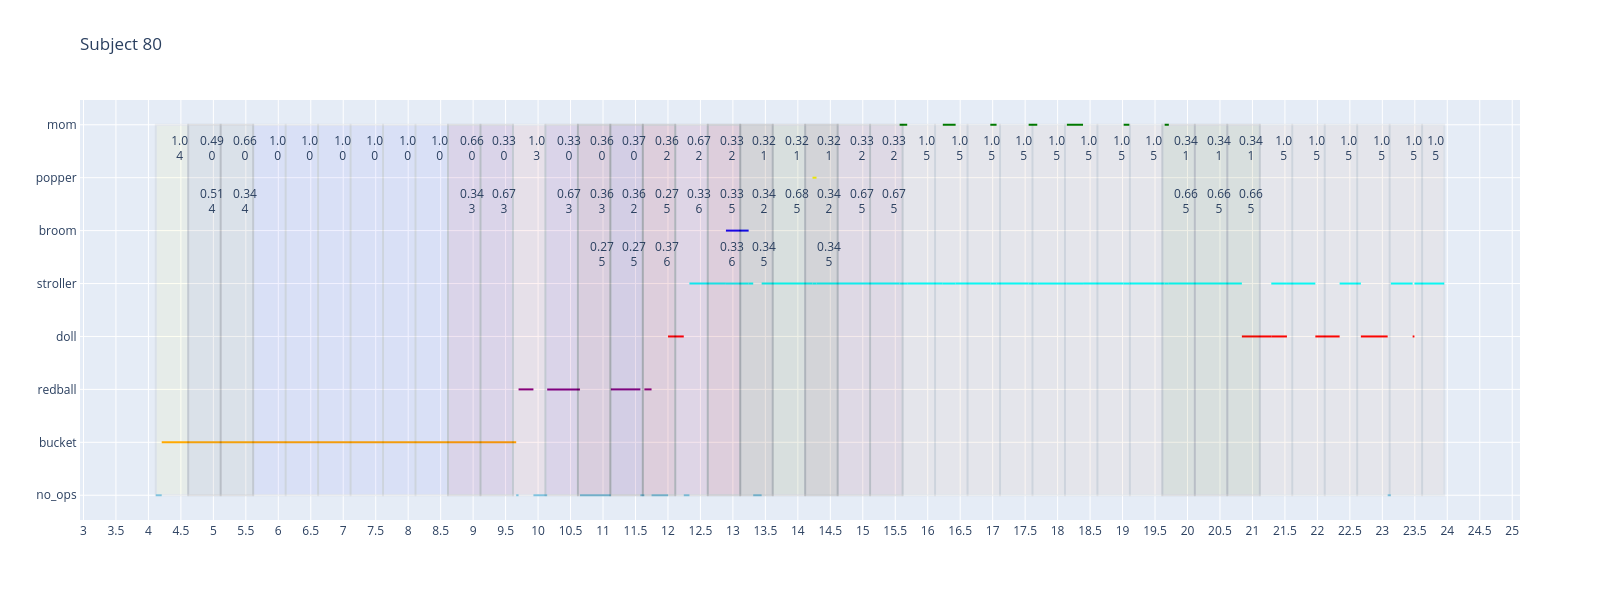 Subject 80
mom
1.0 0.49 0.66 1.0 1.0 1.0 1.0 1.0 1.0 0.66 0.33 1.0 0.33 0.36 0.37 0.36 0.67 0.33 0.32 0.32 0.32 0.33 0.33 1.0 1.0 1.0 1.0 1.0 1.0 1.0 1.0 0.34 0.34 0.34 1.0 1.0 1.0 1.0 1.0 1.0
4 0 0 0 0 0 0 0 0 0 0 3 0 0 0 2 2 2 1 1 1 2 2 5 5 5 5 5 5 5 5 1 1 1 5 5 5 5 5 5
popper
0.51 0.34 0.34 0.67 0.67 0.36 0.36 0.27 0.33 0.33 0.34 0.68 0.34 0.67 0.67 0.66 0.66 0.66
4 4 3 3 3 3 2 5 6 5 2 5 2 5 5 5 5 5
broom
0.27 0.27 0.37 0.33 0.34 0.34
5 5 6 6 5 5
stroller
doll
redball
bucket
no_ops
3 3.5 4 4.5 5 5.5 6 6.5 7 7.5 8 8.5 9 9.5 10 10.5 11 11.5 12 12.5 13 13.5 14 14.5 15 15.5 16 16.5 17 17.5 18 18.5 19 19.5 20 20.5 21 21.5 22 22.5 23 23.5 24 24.5 25